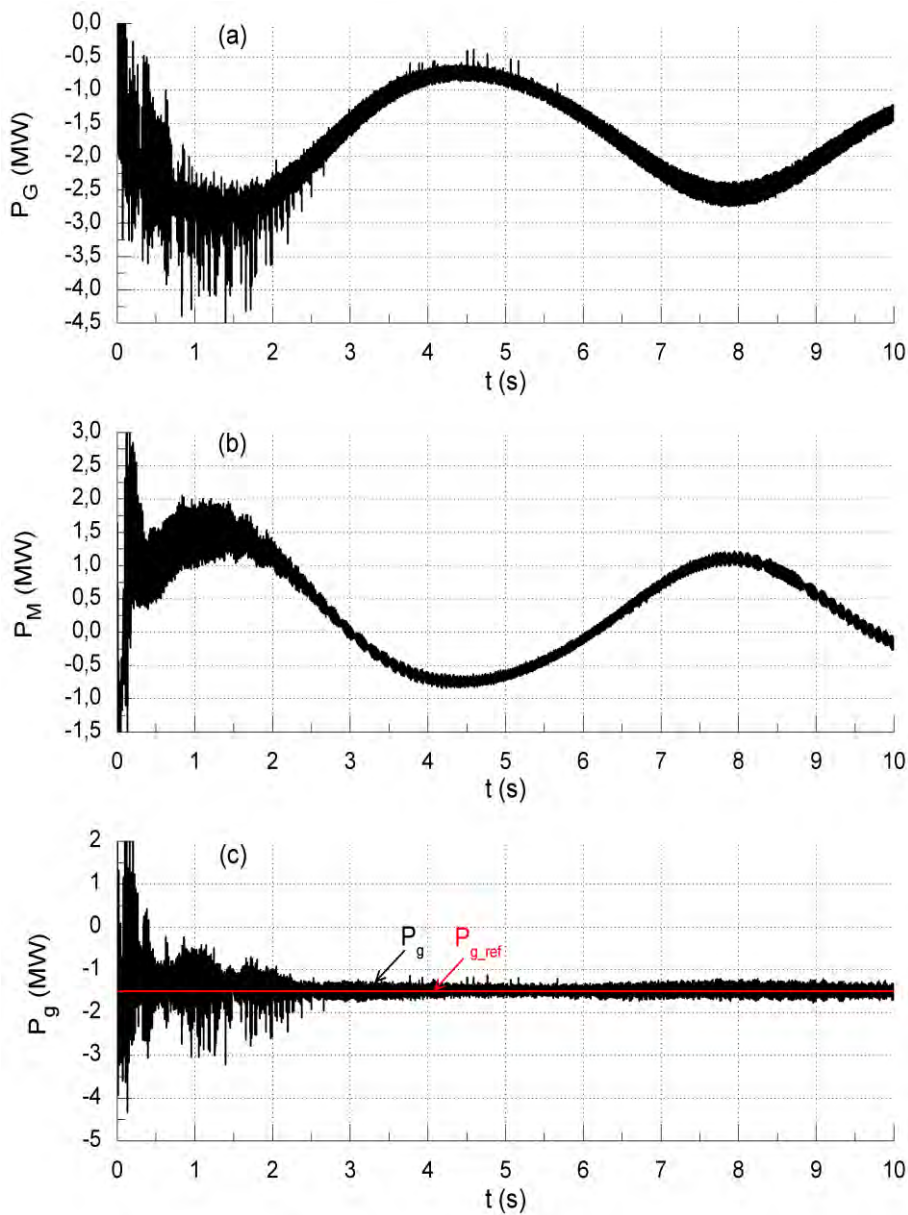 (a)
0,0
-0,5
-1,0
-1,5
-2,0
-2,5
-3,0
-3,5
-4,0
-4,5
P_G (MW)
0 1 2 3 4 5 6 7 8 9 10
t (s)
(b)
3,0
2,5
2,0
1,5
1,0
0,5
0,0
-0,5
-1,0
-1,5
P_M (MW)
0 1 2 3 4 5 6 7 8 9 10
t (s)
(c)
2
1
0
-1
-2
-3
-4
-5
P_g (MW)
P_g
P_g_ref
0 1 2 3 4 5 6 7 8 9 10
t (s)